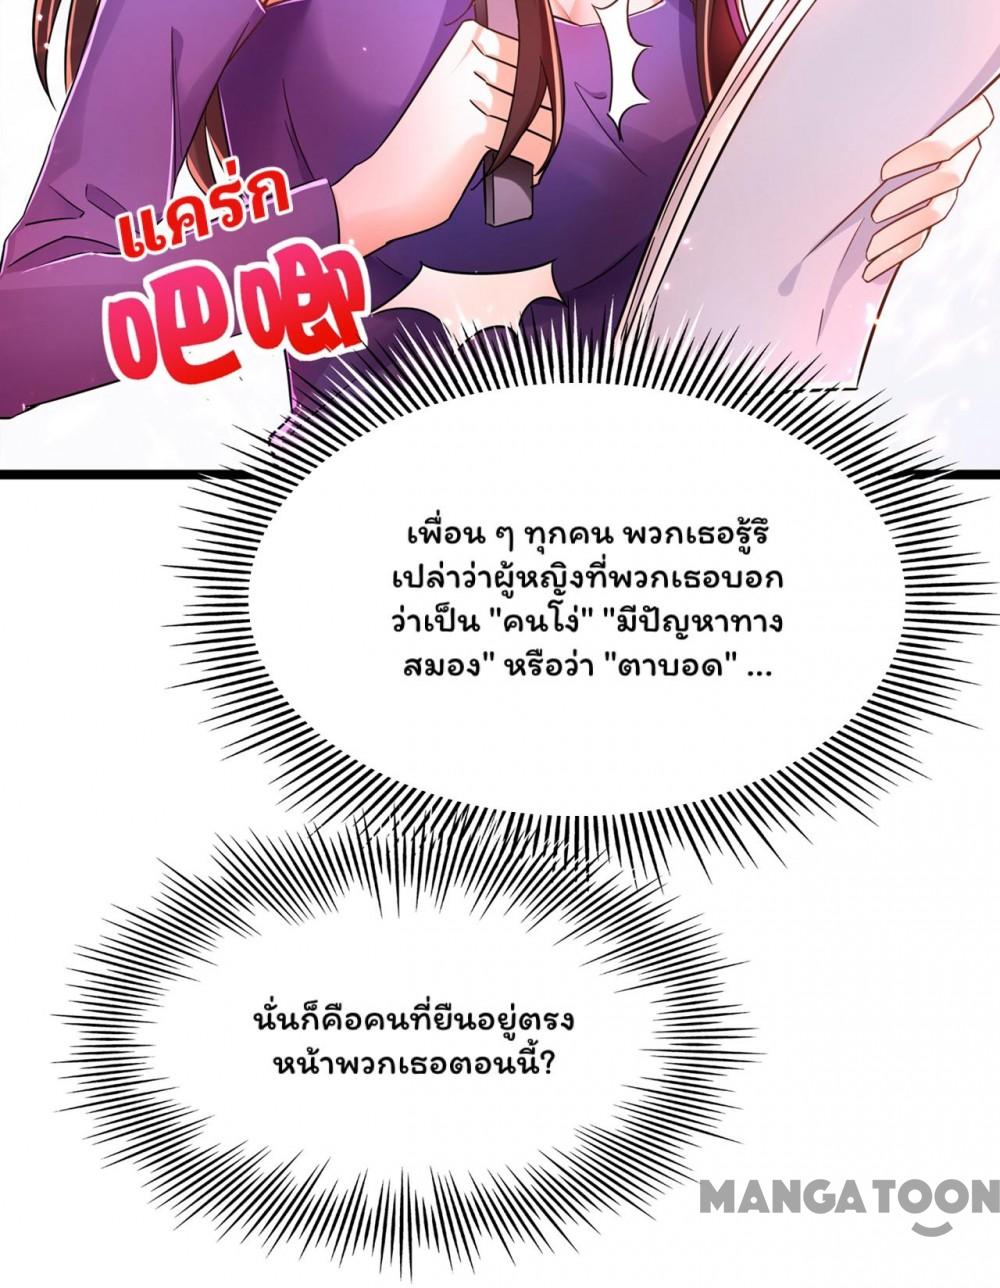 แคร่ก
吧唧
เพื่อน ๆ ทุกคน พวกเธอรู้รึ
เปล่าว่าผู้หญิงที่พวกเธอบอก
ว่าเป็น "คนโง่" "มีปัญหาทาง
สมอง" หรือว่า "ตาบอด" ...
นั่นก็คือคนที่ยืนอยู่ตรง
หน้าพวกเธอตอนนี้?
MANGATOON